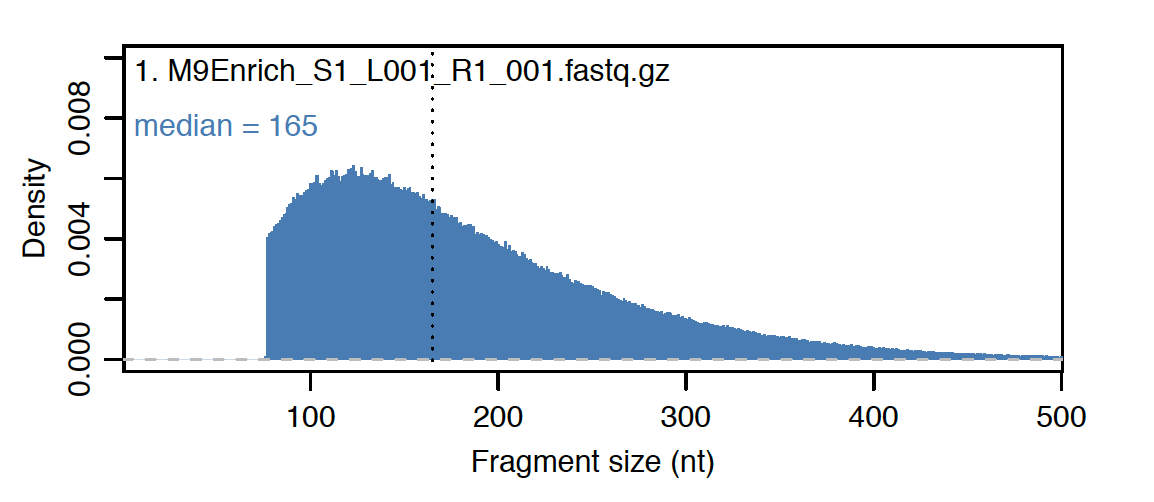 1. M9Enrich_S1_L001_R1_001.fastq.gz
median = 165
Density
0.008
0.004
0.000
100 200 300 400 500
Fragment size (nt)